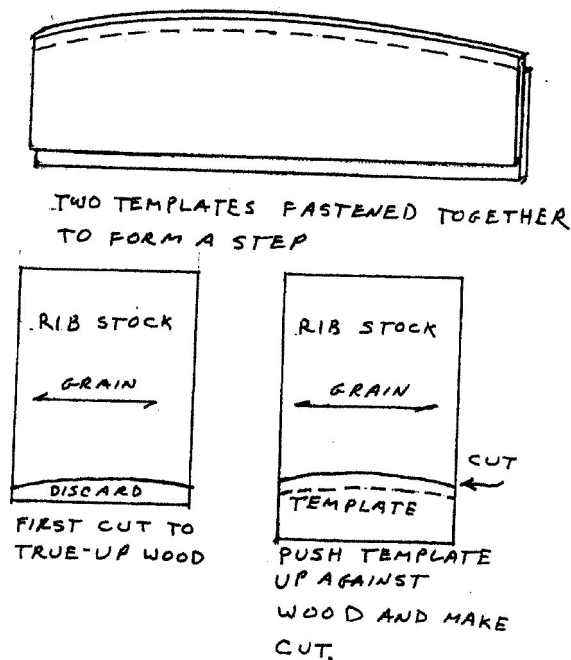 TWO TEMPLATES FASTENED TOGETHER
TO FORM A STEP
RIB STOCK
GRAIN
DISCARD
FIRST CUT TO
TRUE-UP WOOD
RIB STOCK
GRAIN
CUT
TEMPLATE
PUSH TEMPLATE
UP AGAINST
WOOD AND MAKE
CUT.